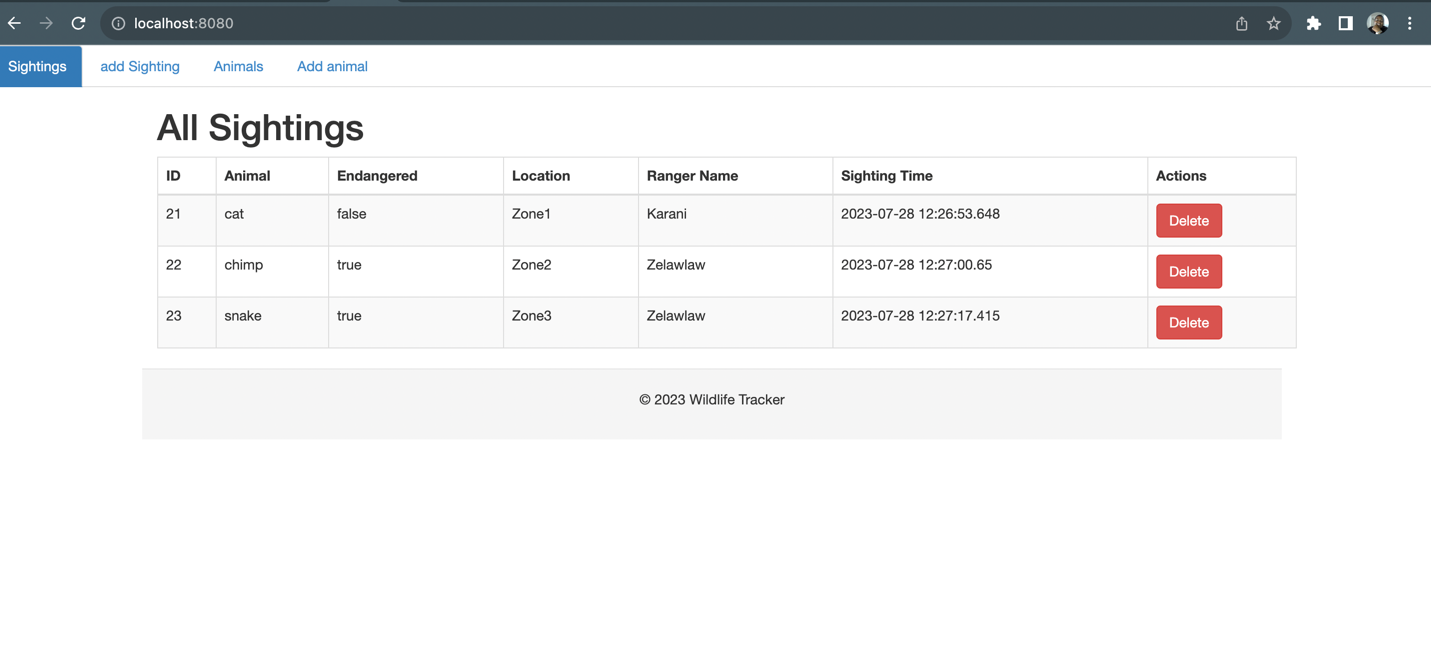 localhost:8080
Sightings add Sighting Animals Add animal
All Sightings
ID Animal Endangered Location Ranger Name Sighting Time Actions
21 cat false Zone1 Karani 2023-07-28 12:26:53.648 Delete
22 chimp true Zone2 Zelawlaw 2023-07-28 12:27:00.65 Delete
23 snake true Zone3 Zelawlaw 2023-07-28 12:27:17.415 Delete
© 2023 Wildlife Tracker